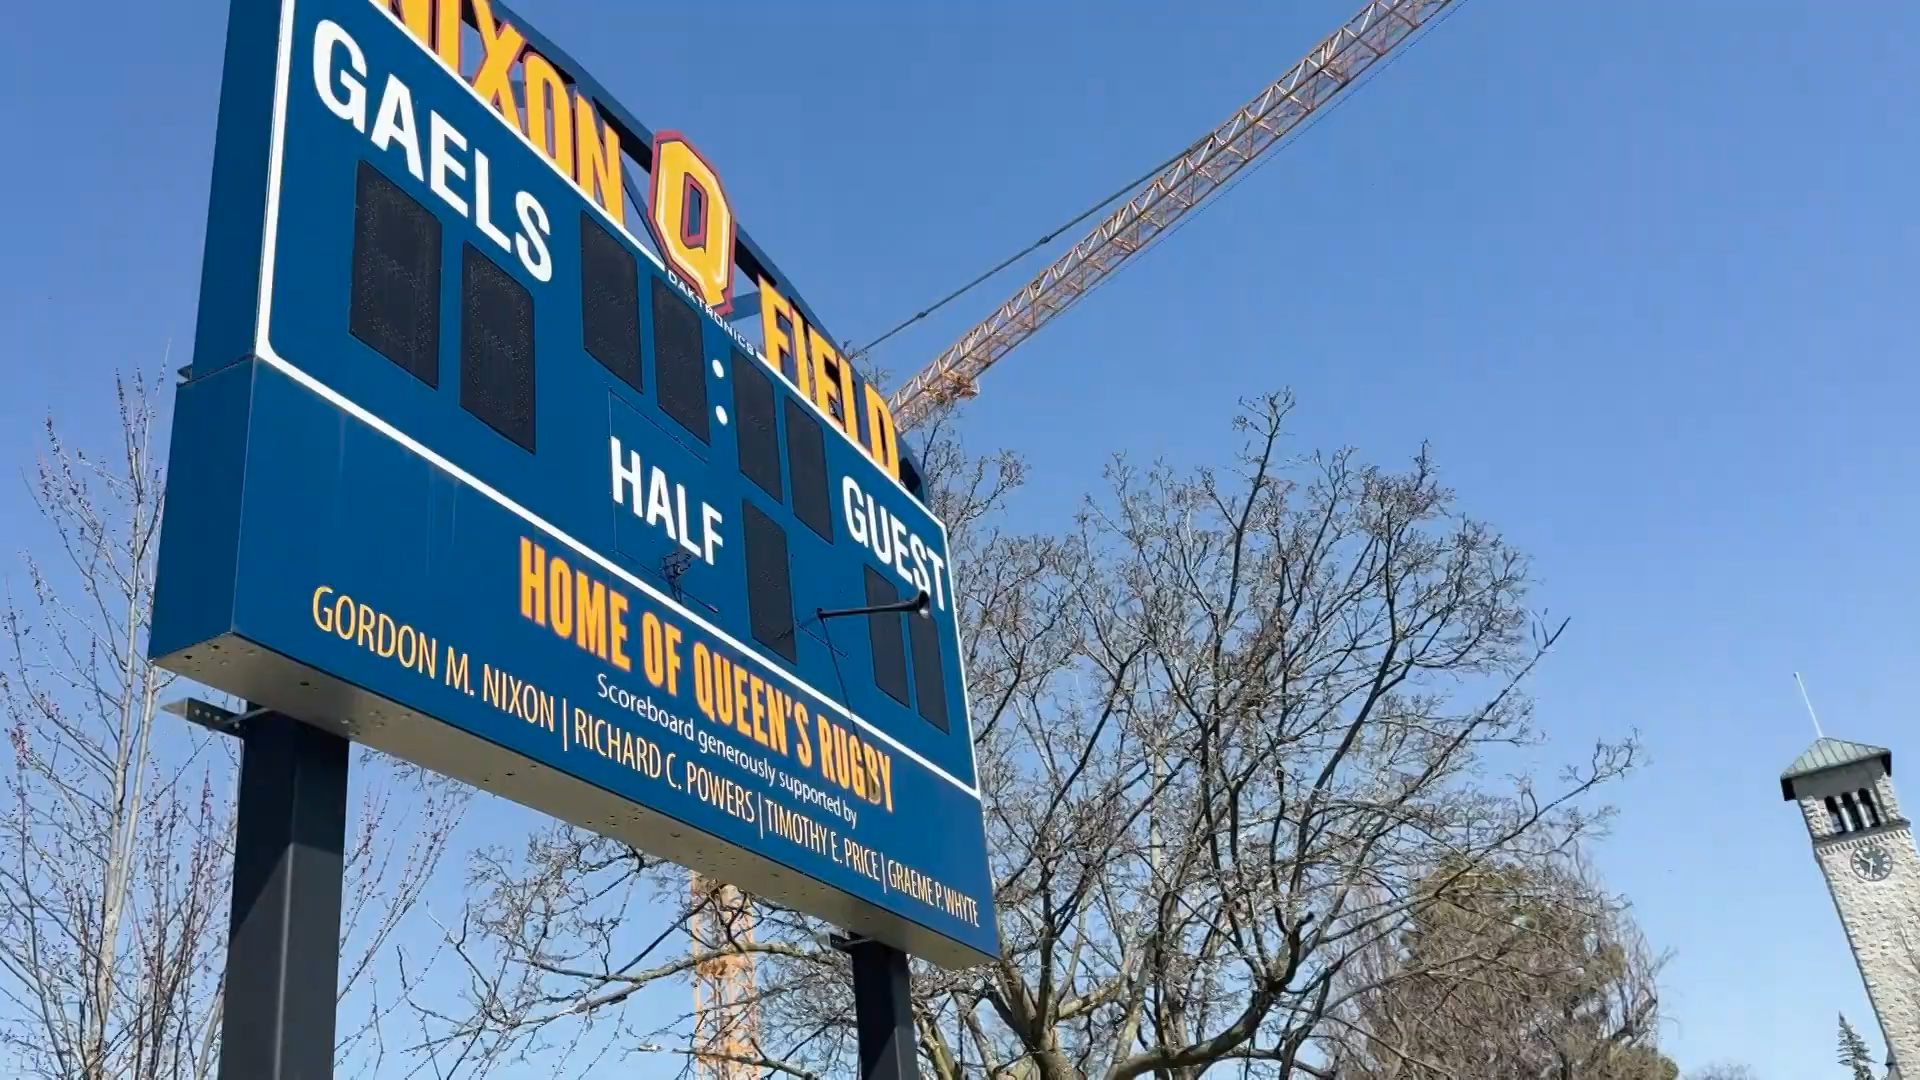 NIXON Q FIELD
DAKTRONICS
GAELS
HALF
GUEST
HOME OF QUEEN'S RUGBY
Scoreboard generously supported by
GORDON M. NIXON | RICHARD C. POWERS | TIMOTHY E. PRICE | GRAEME P. WHYTE